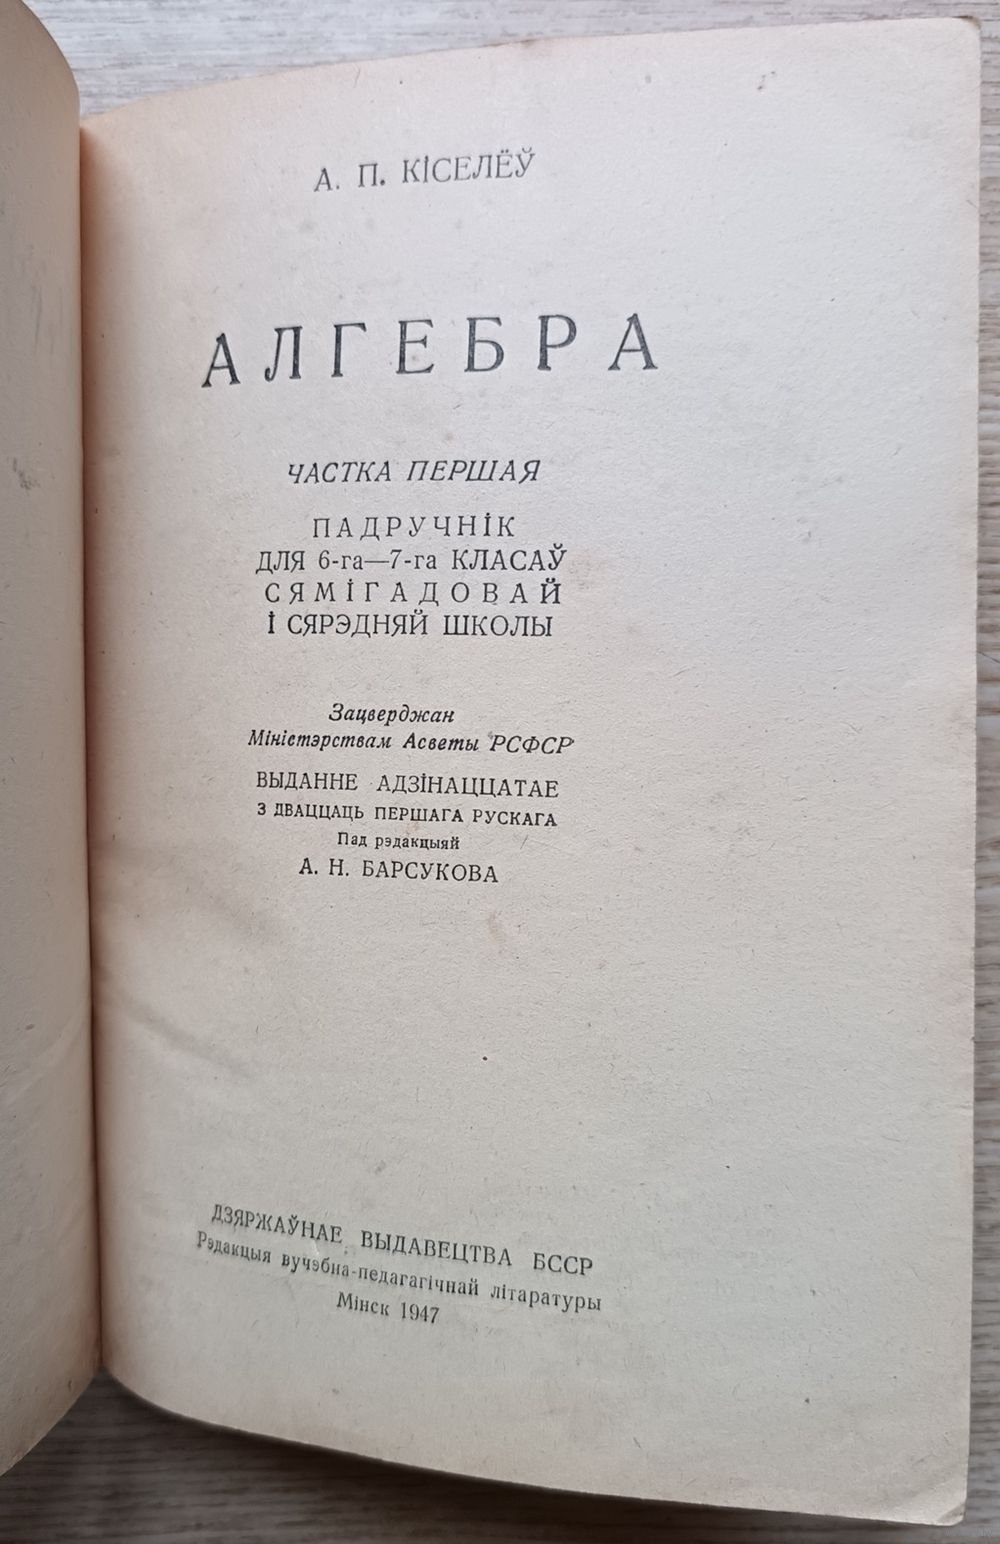 А. П. КІСЕЛЁЎ
АЛГЕБРА
ЧАСТКА ПЕРШАЯ
ПАДРУЧНІК
ДЛЯ 6-га—7-га КЛАСАЎ
СЯМІГАДОВАЙ
І СЯРЭДНЯЙ ШКОЛЫ
Зацверджан
Міністэрствам Асветы РСФСР
ВЫДАННЕ АДЗІНАЦЦАТАЕ
З ДВАЦЦАЦЬ ПЕРШАГА РУСКАГА
Пад рэдакцыяй
А. Н. БАРСУКОВА
ДЗЯРЖАЎНАЕ ВЫДАВЕЦТВА БССР
Рэдакцыя вучэбна-педагагічнай літаратуры
Мінск 1947